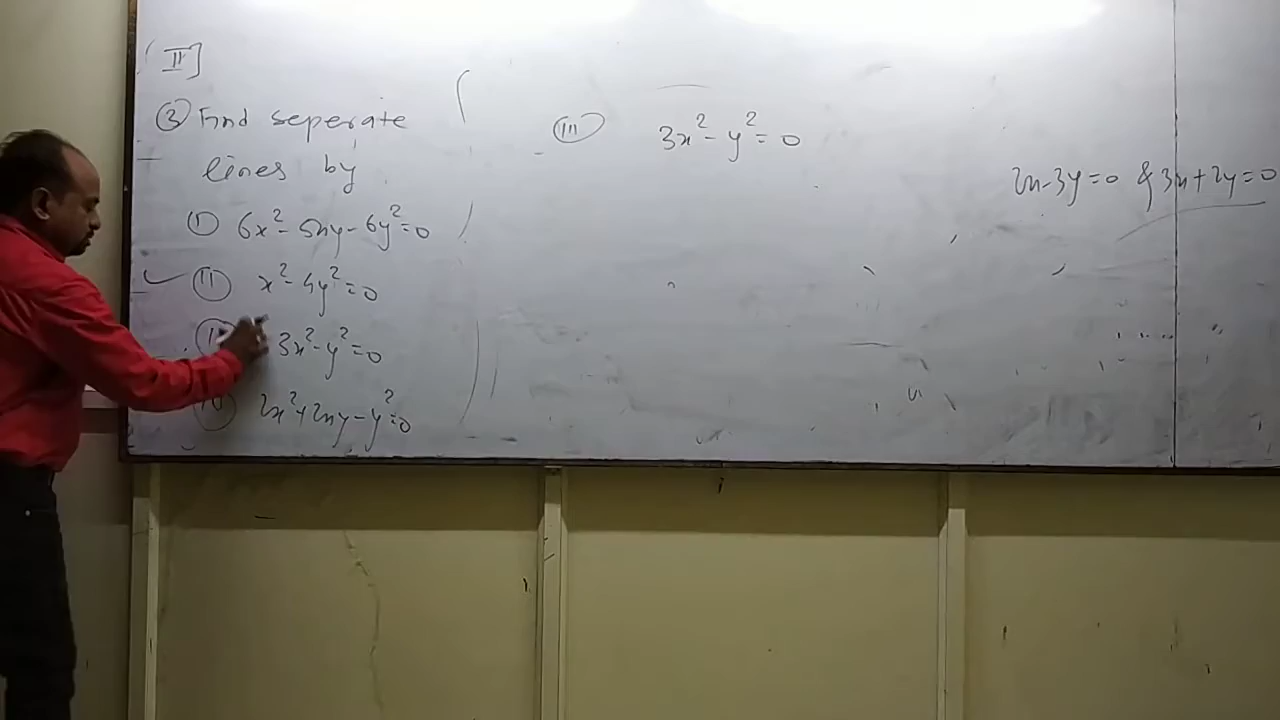 [II]
③ Find seperate
lines by
Ⓘ 6x²-5xy-6y²=0
ⓘⓘ x²-4y²=0
3x²-y²=0
2x²+2xy-y²=0
(III) 3x²-y²=0
2x-3y=0 & 3x+2y=0